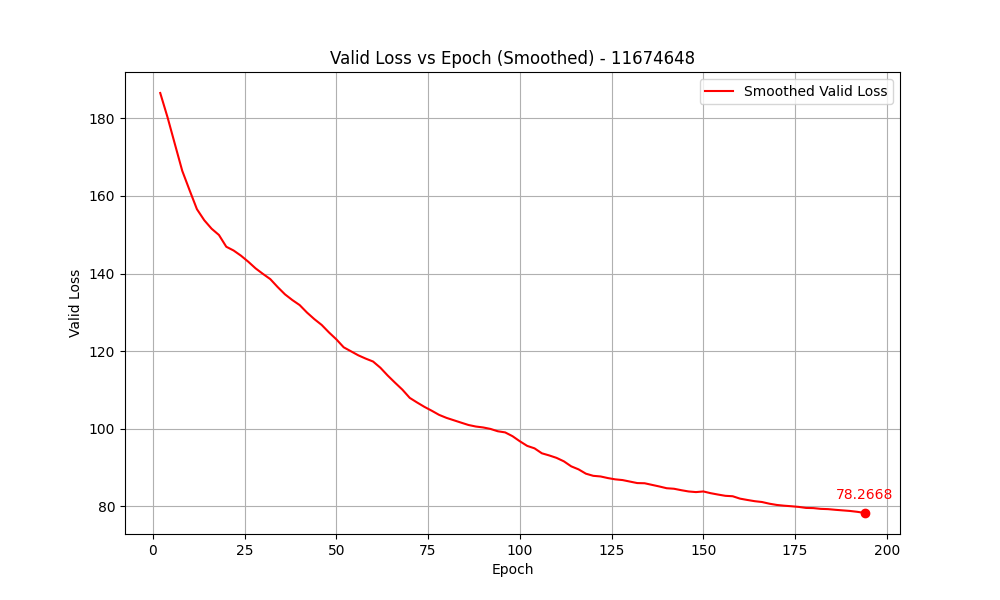 Valid Loss vs Epoch (Smoothed) - 11674648
Smoothed Valid Loss
Valid Loss
180
160
140
120
100
80
78.2668
0 25 50 75 100 125 150 175 200
Epoch